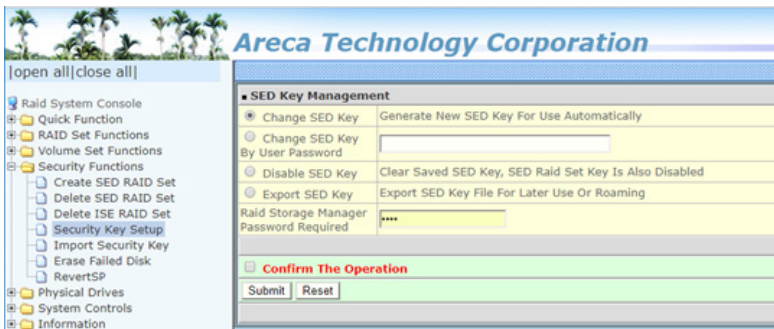 Areca Technology Corporation
|open all|close all|
Raid System Console
Quick Function
RAID Set Functions
Volume Set Functions
Security Functions
Create SED RAID Set
Delete SED RAID Set
Delete ISE RAID Set
Security Key Setup
Import Security Key
Erase Failed Disk
RevertSP
Physical Drives
System Controls
Information
SED Key Management
Change SED Key
Generate New SED Key For Use Automatically
Change SED Key
By User Password
Disable SED Key
Clear Saved SED Key, SED Raid Set Key Is Also Disabled
Export SED Key
Export SED Key File For Later Use Or Roaming
Raid Storage Manager
Password Required
••••
Confirm The Operation
Submit Reset